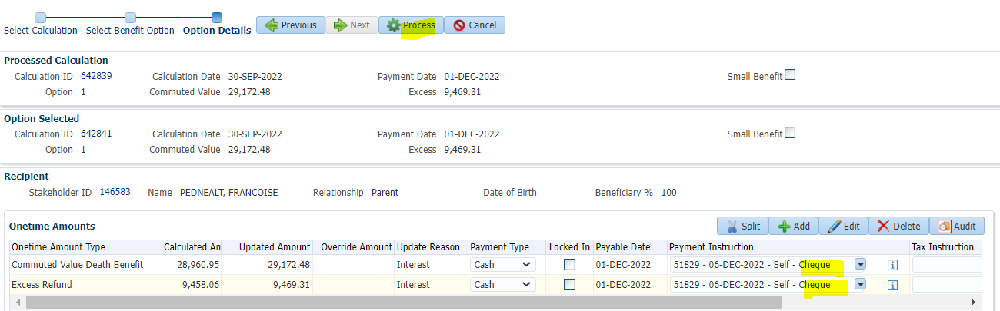 Select Calculation Select Benefit Option Option Details Previous Next Process Cancel
Processed Calculation
Calculation ID 642839 Calculation Date 30-SEP-2022 Payment Date 01-DEC-2022 Small Benefit
Option 1 Commuted Value 29,172.48 Excess 9,469.31
Option Selected
Calculation ID 642841 Calculation Date 30-SEP-2022 Payment Date 01-DEC-2022 Small Benefit
Option 1 Commuted Value 29,172.48 Excess 9,469.31
Recipient
Stakeholder ID 146583 Name PEDNEALT, FRANCOISE Relationship Parent Date of Birth Beneficiary % 100
Onetime Amounts Split Add Edit Delete Audit
Onetime Amount Type Calculated Am Updated Amount Override Amount Update Reason Payment Type Locked In Payable Date Payment Instruction Tax Instruction
Commuted Value Death Benefit 28,960.95 29,172.48 Interest Cash 01-DEC-2022 51829 - 06-DEC-2022 - Self - Cheque
Excess Refund 9,458.06 9,469.31 Interest Cash 01-DEC-2022 51829 - 06-DEC-2022 - Self - Cheque